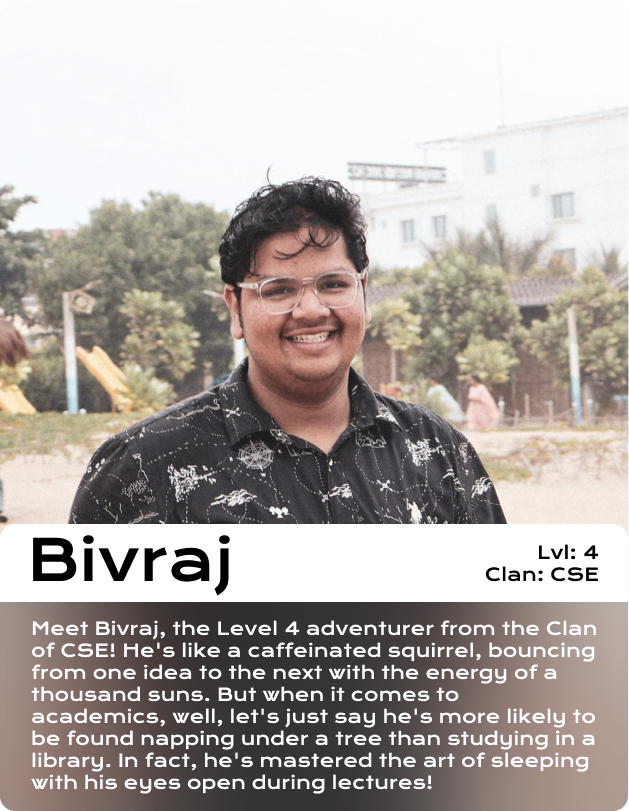 Bivraj
Lvl: 4
Clan: CSE
Meet Bivraj, the Level 4 adventurer from the Clan
of CSE! He's like a caffeinated squirrel, bouncing
from one idea to the next with the energy of a
thousand suns. But when it comes to
academics, well, let's just say he's more likely to
be found napping under a tree than studying in a
library. In fact, he's mastered the art of sleeping
with his eyes open during lectures!